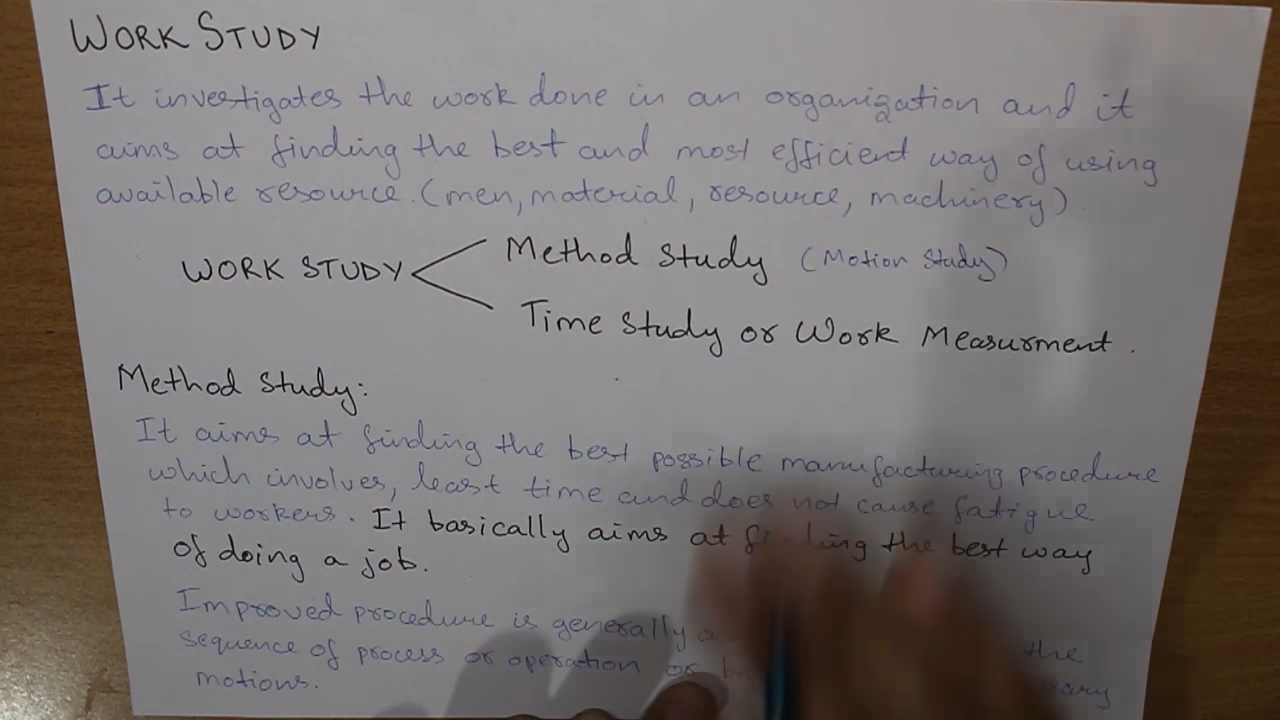 WORK STUDY
It investigates the work done in an organization and it
aims at finding the best and most efficient way of using
available resource. (men, material, resource, machinery)
WORK STUDY
Method Study (Motion Study)
Time Study or Work Measurment.
Method Study:
It aims at finding the best possible manufacturing procedure
which involves, least time and does not cause fatigue
to workers. It basically aims at finding the best way
of doing a job.
Improved procedure is generally the
sequence of process or operation or
motions.